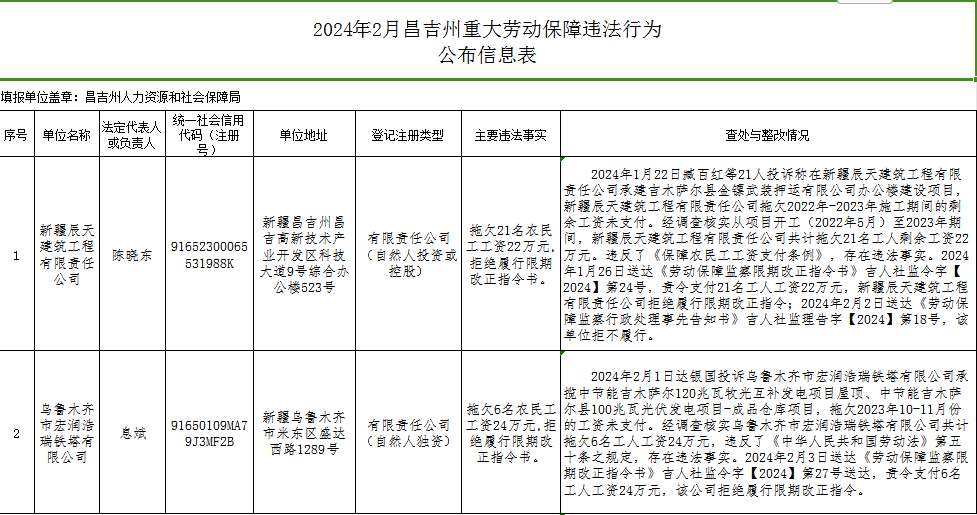 2024年2月昌吉州重大劳动保障违法行为
公布信息表
填报单位盖章：昌吉州人力资源和社会保障局
序号
单位名称
法定代表人
或负责人
统一社会信用
代码（注册
号）
单位地址
登记注册类型
主要违法事实
查处与整改情况
1
新疆辰天
建筑工程
有限责任
公司
陈晓东
91652300065
531988K
新疆昌吉州昌
吉高新技术产
业开发区科技
大道9号综合办
公楼523号
有限责任公司
（自然人投资或
控股）
拖欠21名农民
工工资22万元,
拒绝履行限期
改正指令书。
2024年1月22日臧百红等21人投诉称在新疆辰天建筑工程有限
责任公司承建吉木萨尔县金镖武装押运有限公司办公楼建设项目，
新疆辰天建筑工程有限责任公司拖欠2022年-2023年施工期间的剩
余工资未支付。经调查核实从项目开工（2022年5月）至2023年期
间，新疆辰天建筑工程有限责任公司共计拖欠21名工人剩余工资22
万元。违反了《保障农民工工资支付条例》，存在违法事实。2024
年1月26日送达《劳动保障监察限期改正指令书》吉人社监令字【
2024】第24号，责令支付21名工人工资22万元，新疆辰天建筑工程
有限责任公司拒绝履行限期改正指令；2024年2月2日送达《劳动保
障监察行政处理事先告知书》吉人社监理告字【2024】第18号，该
单位拒不履行。
2
乌鲁木齐
市宏润浩
瑞铁塔有
限公司
息斌
91650109MA7
9J3MF2B
新疆乌鲁木齐
市米东区盛达
西路1289号
有限责任公司
（自然人独资）
拖欠6名农民工
工资24万元,拒
绝履行限期改
正指令书。
2024年2月1日达银国投诉乌鲁木齐市宏润浩瑞铁塔有限公司承
揽中节能吉木萨尔120兆瓦牧光互补发电项目屋顶、中节能吉木萨
尔县100兆瓦光伏发电项目-成品仓库项目，拖欠2023年10-11月份
的工资未支付。经调查核实乌鲁木齐市宏润浩瑞铁塔有限公司共计
拖欠6名工人工资24万元，违反了《中华人民共和国劳动法》第五
十条之规定，存在违法事实。2024年2月3日送达《劳动保障监察限
期改正指令书》吉人社监令字【2024】第27号送达，责令支付6名
工人工资24万元，该公司拒绝履行限期改正指令。